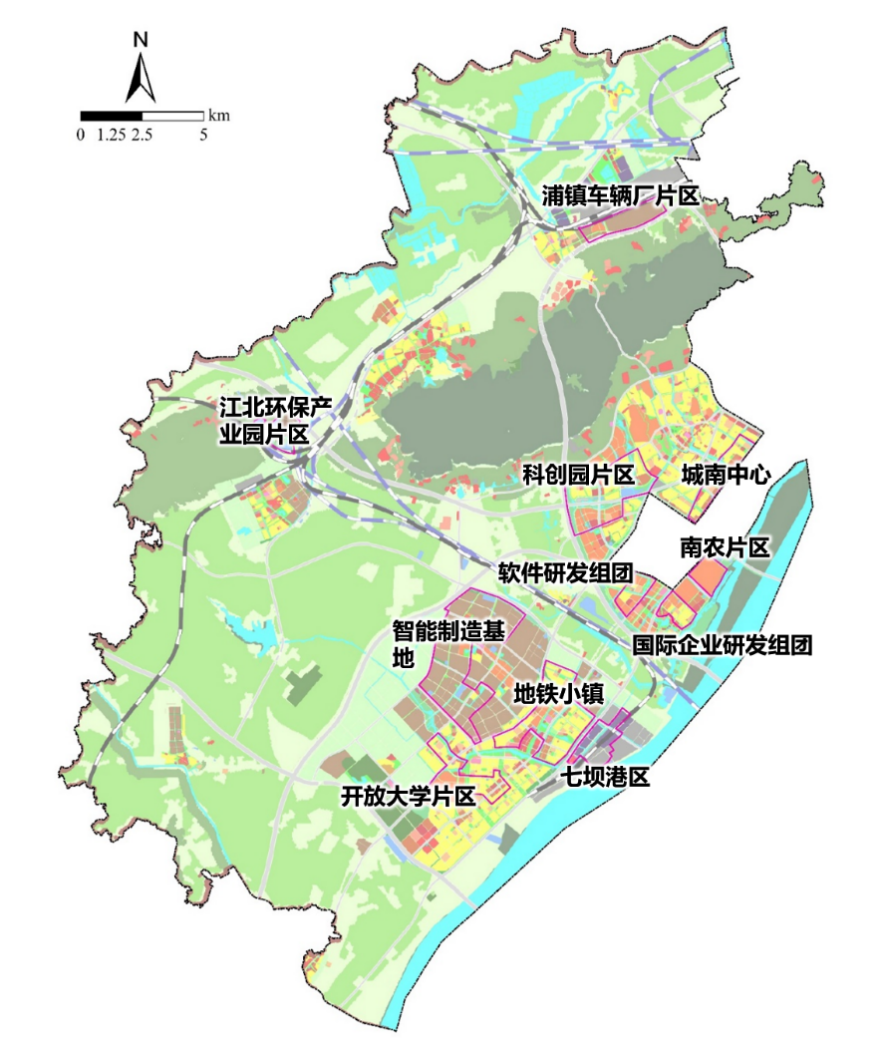 N
km
0 1.25 2.5 5
浦镇车辆厂片区
江北环保产
业园片区
科创园片区
城南中心
南农片区
软件研发组团
智能制造基
地
国际企业研发组团
地铁小镇
七坝港区
开放大学片区